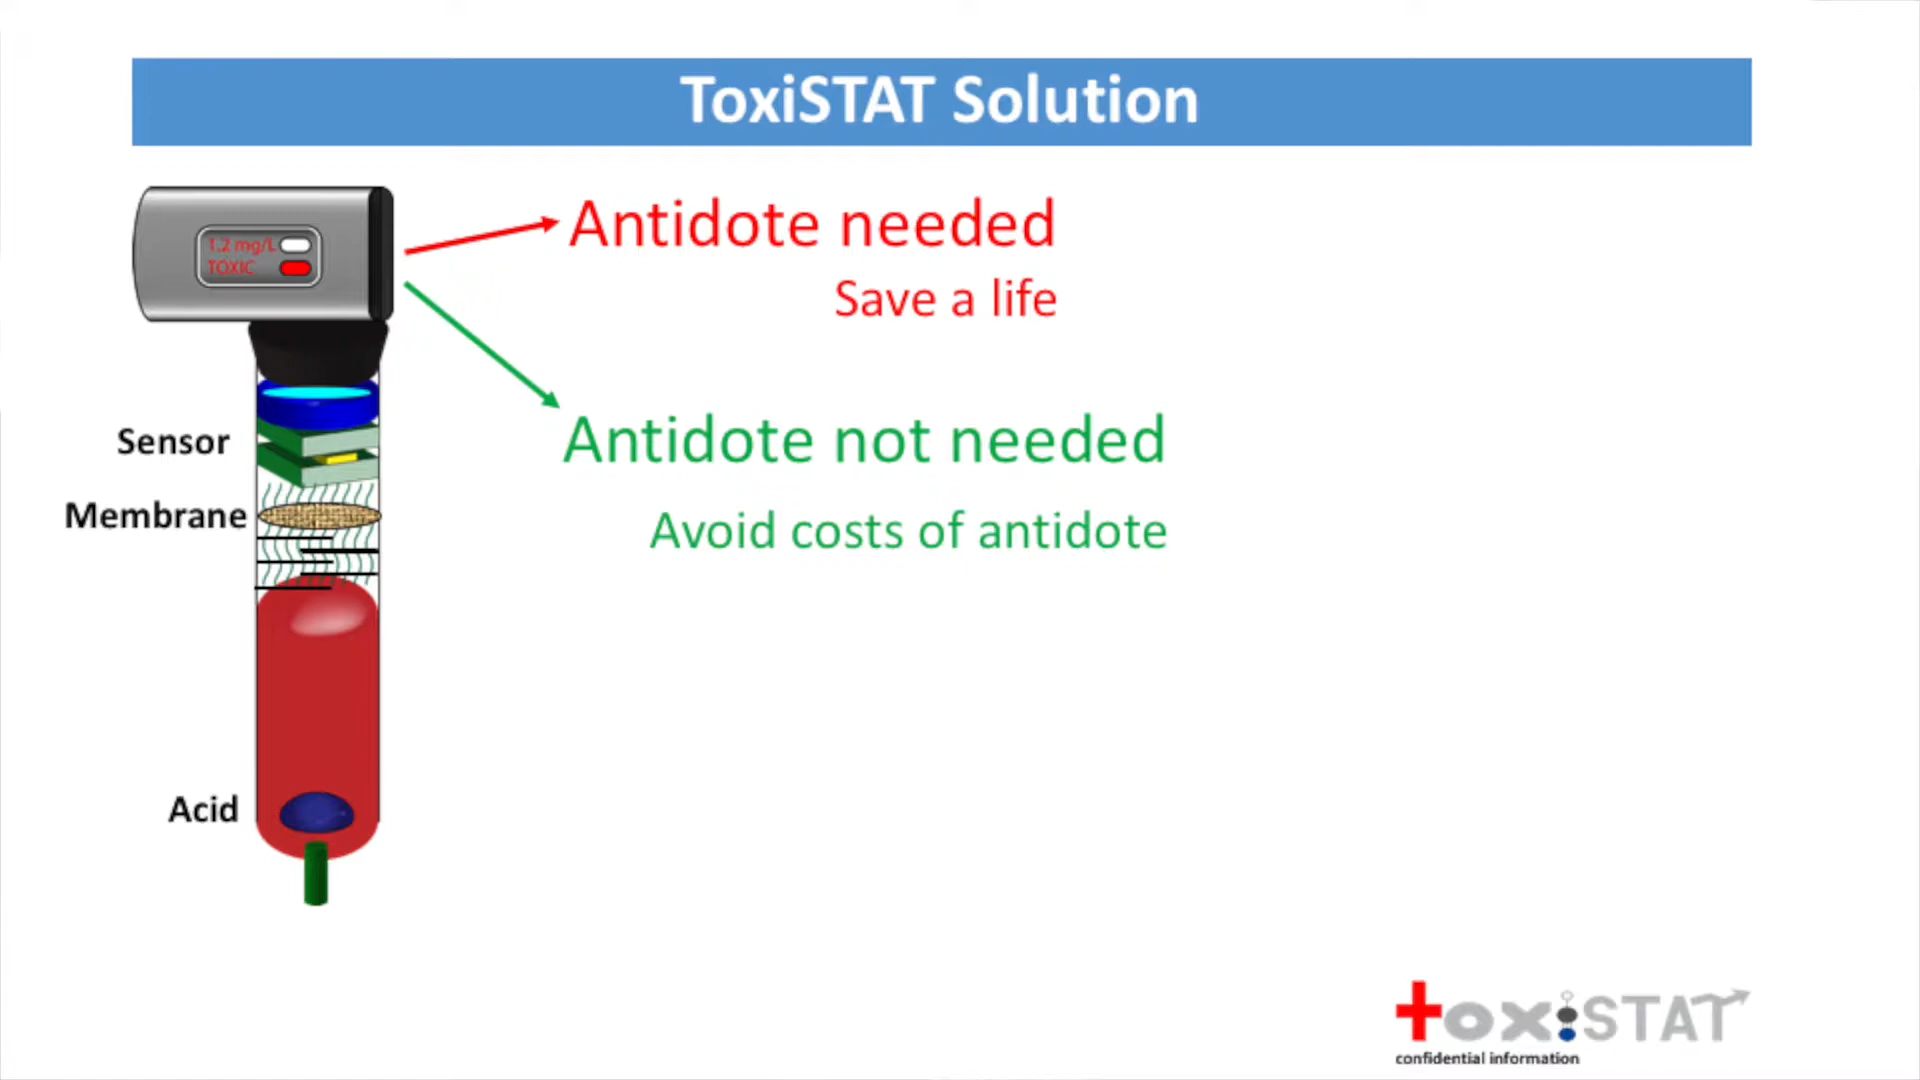 ToxiSTAT Solution
1.2 mg/L
TOXIC
Antidote needed
Save a life
Antidote not needed
Avoid costs of antidote
Sensor
Membrane
Acid
toxiSTAT
confidential information